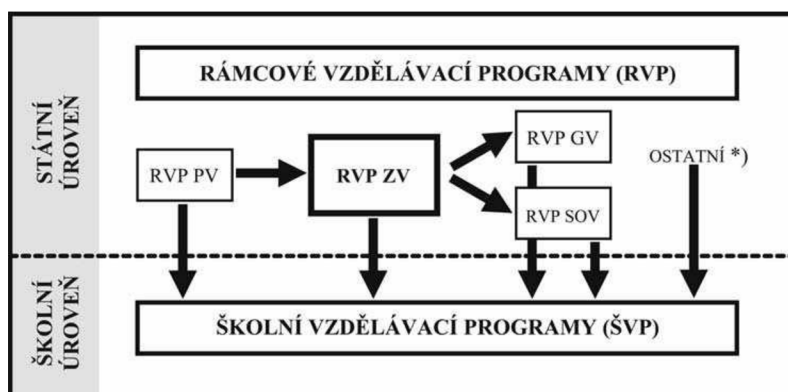 STÁTNÍ
ÚROVEŇ
RÁMCOVÉ VZDĚLÁVACÍ PROGRAMY (RVP)
RVP PV
RVP ZV
RVP GV
RVP SOV
OSTATNÍ *)
ŠKOLNÍ
ÚROVEŇ
ŠKOLNÍ VZDĚLÁVACÍ PROGRAMY (ŠVP)